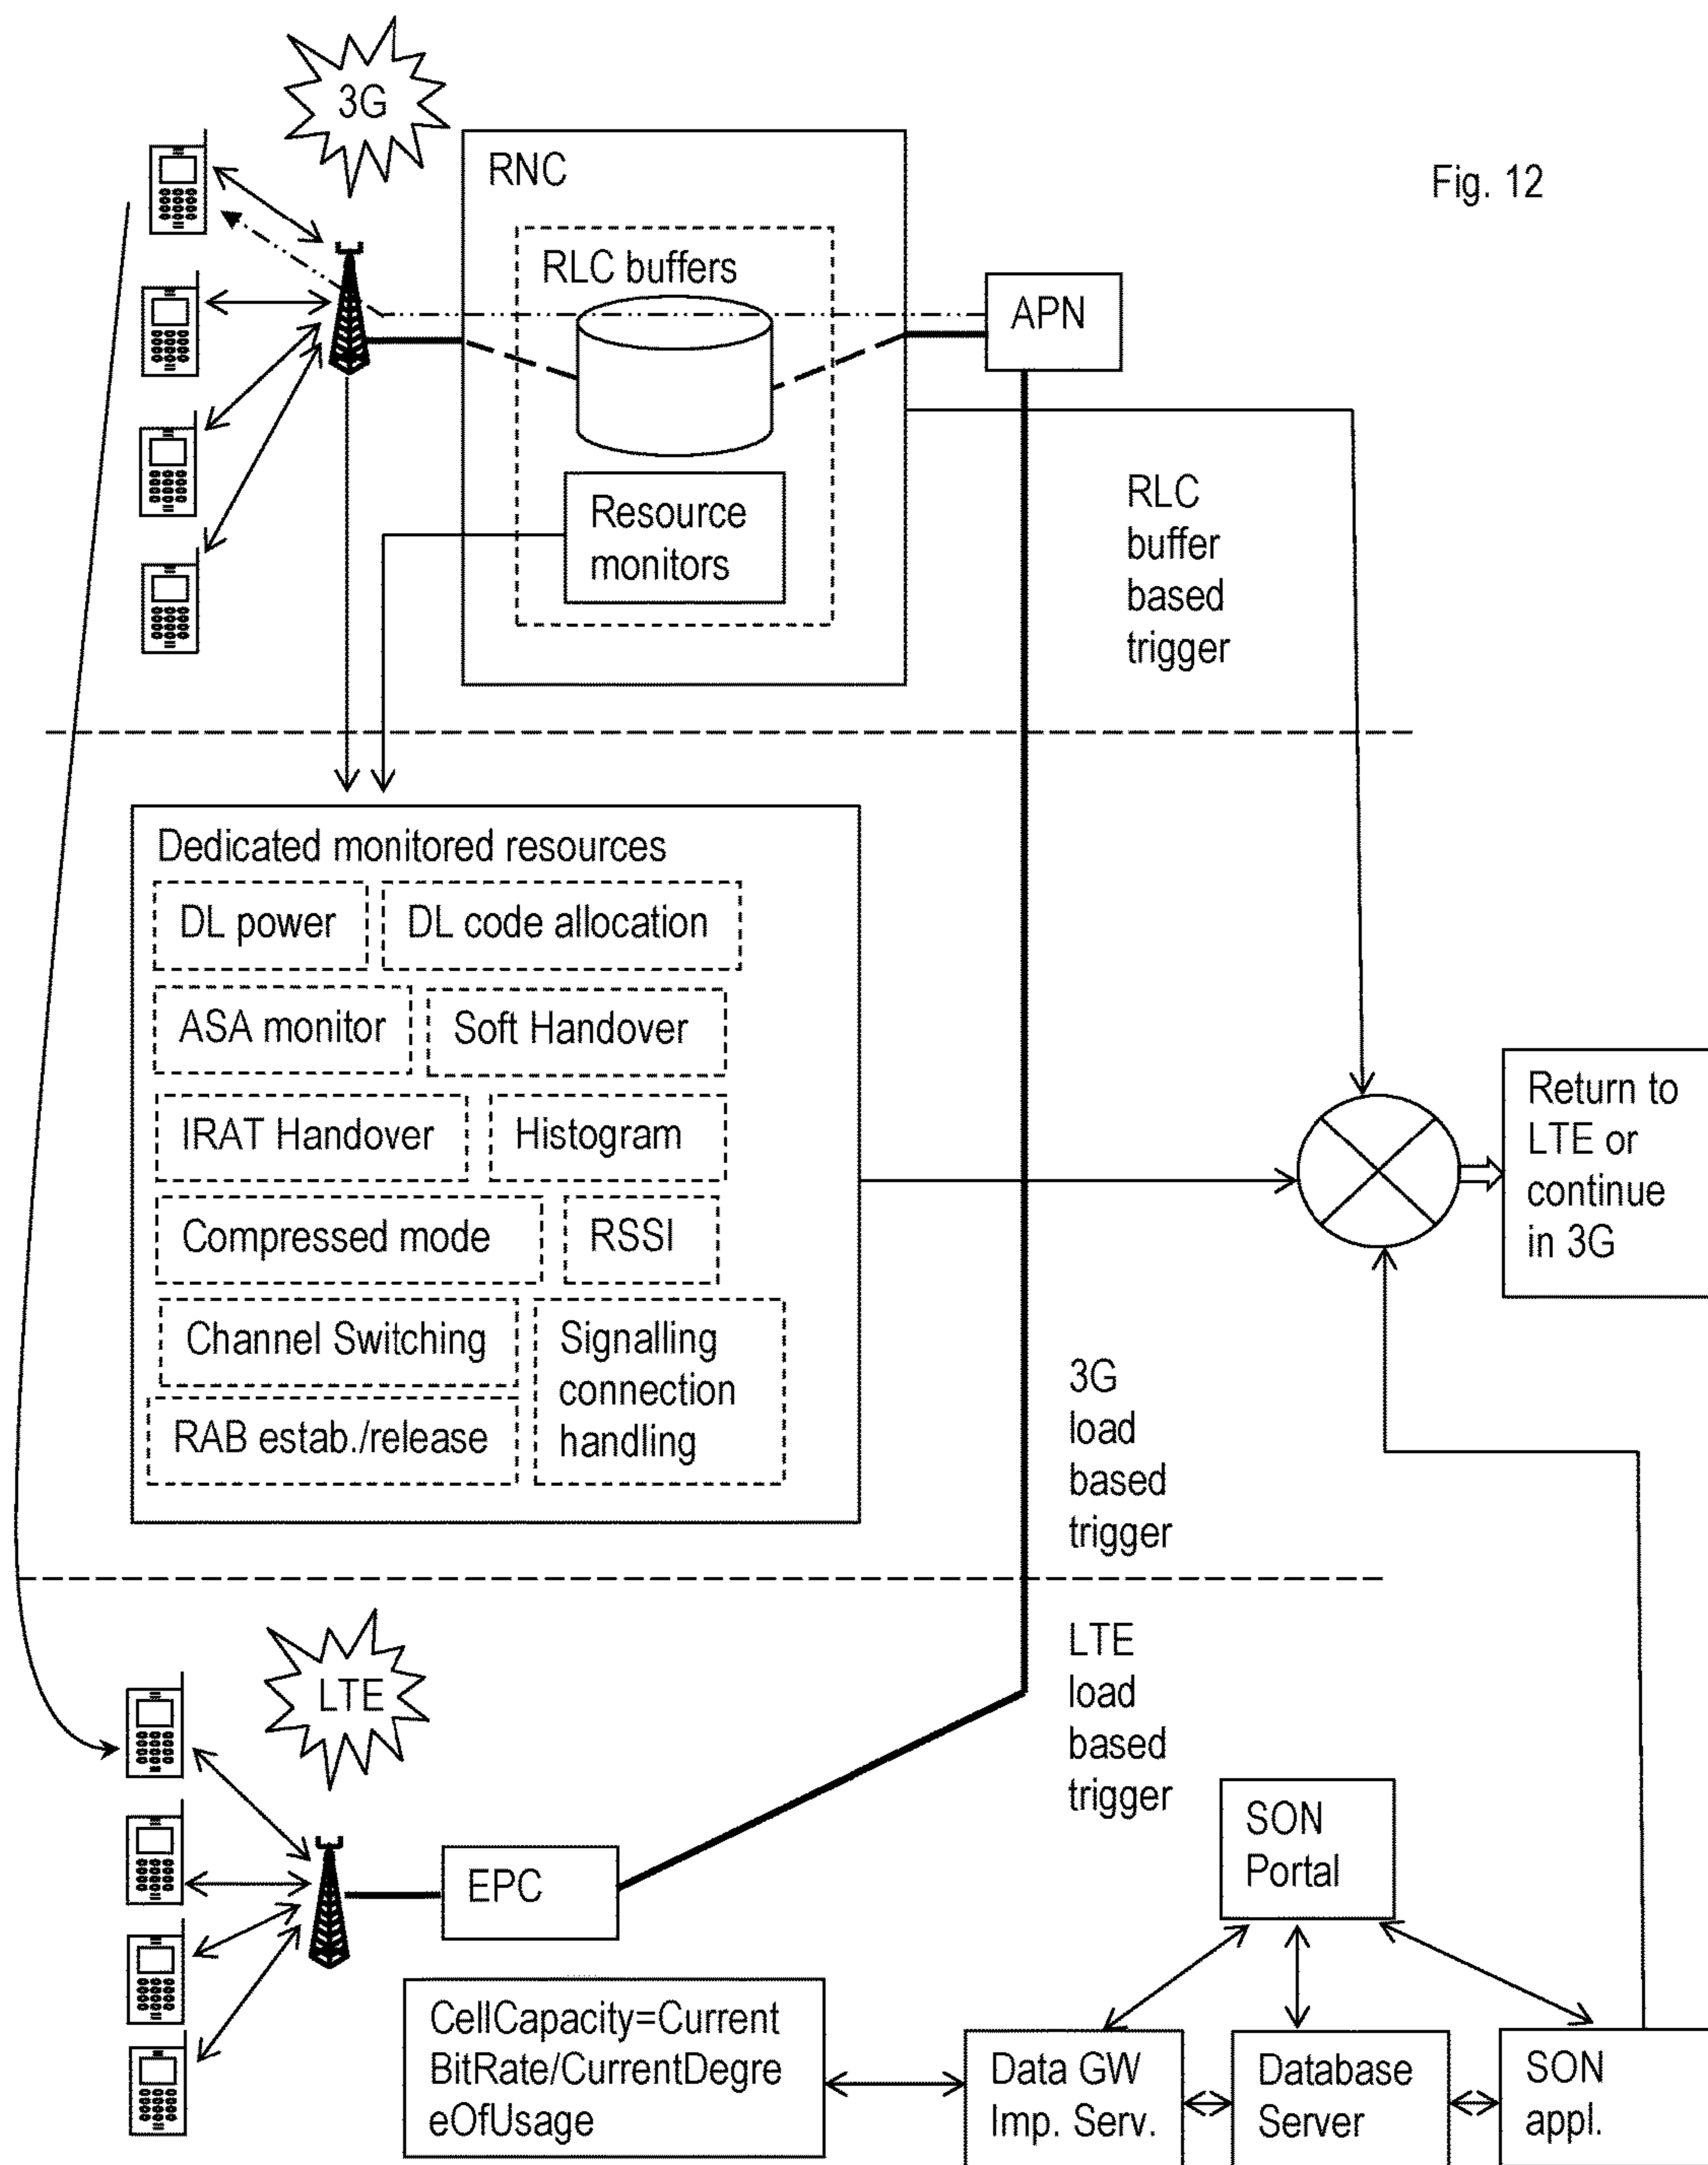 3G
Fig. 12
RNC
RLC buffers
APN
Resource
monitors
RLC
buffer
based
trigger
Dedicated monitored resources
DL power
DL code allocation
ASA monitor
Soft Handover
IRAT Handover
Histogram
Compressed mode
RSSI
Channel Switching
Signalling
connection
handling
RAB estab./release
Return to
LTE or
continue
in 3G
3G
load
based
trigger
LTE
LTE
load
based
trigger
EPC
SON
Portal
CellCapacity=Current
BitRate/CurrentDegre
eOfUsage
Data GW
Imp. Serv.
Database
Server
SON
appl.